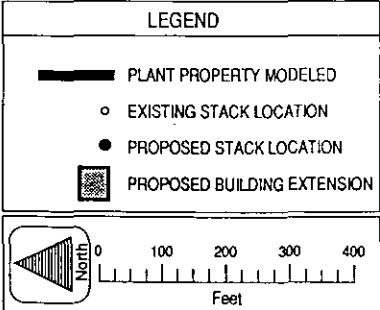 LEGEND
PLANT PROPERTY MODELED
EXISTING STACK LOCATION
PROPOSED STACK LOCATION
PROPOSED BUILDING EXTENSION
North
0 100 200 300 400
Feet